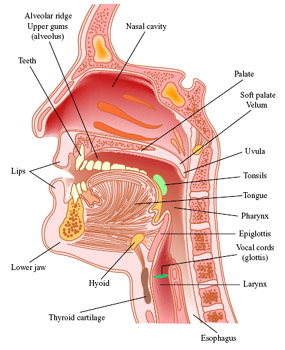 Alveolar ridge
Upper gums
(alveolus)
Nasal cavity
Teeth
Palate
Soft palate
Velum
Lips
Uvula
Tonsils
Tongue
Pharynx
Epiglottis
Vocal cords
(glottis)
Lower jaw
Hyoid
Larynx
Thyroid cartilage
Esophagus